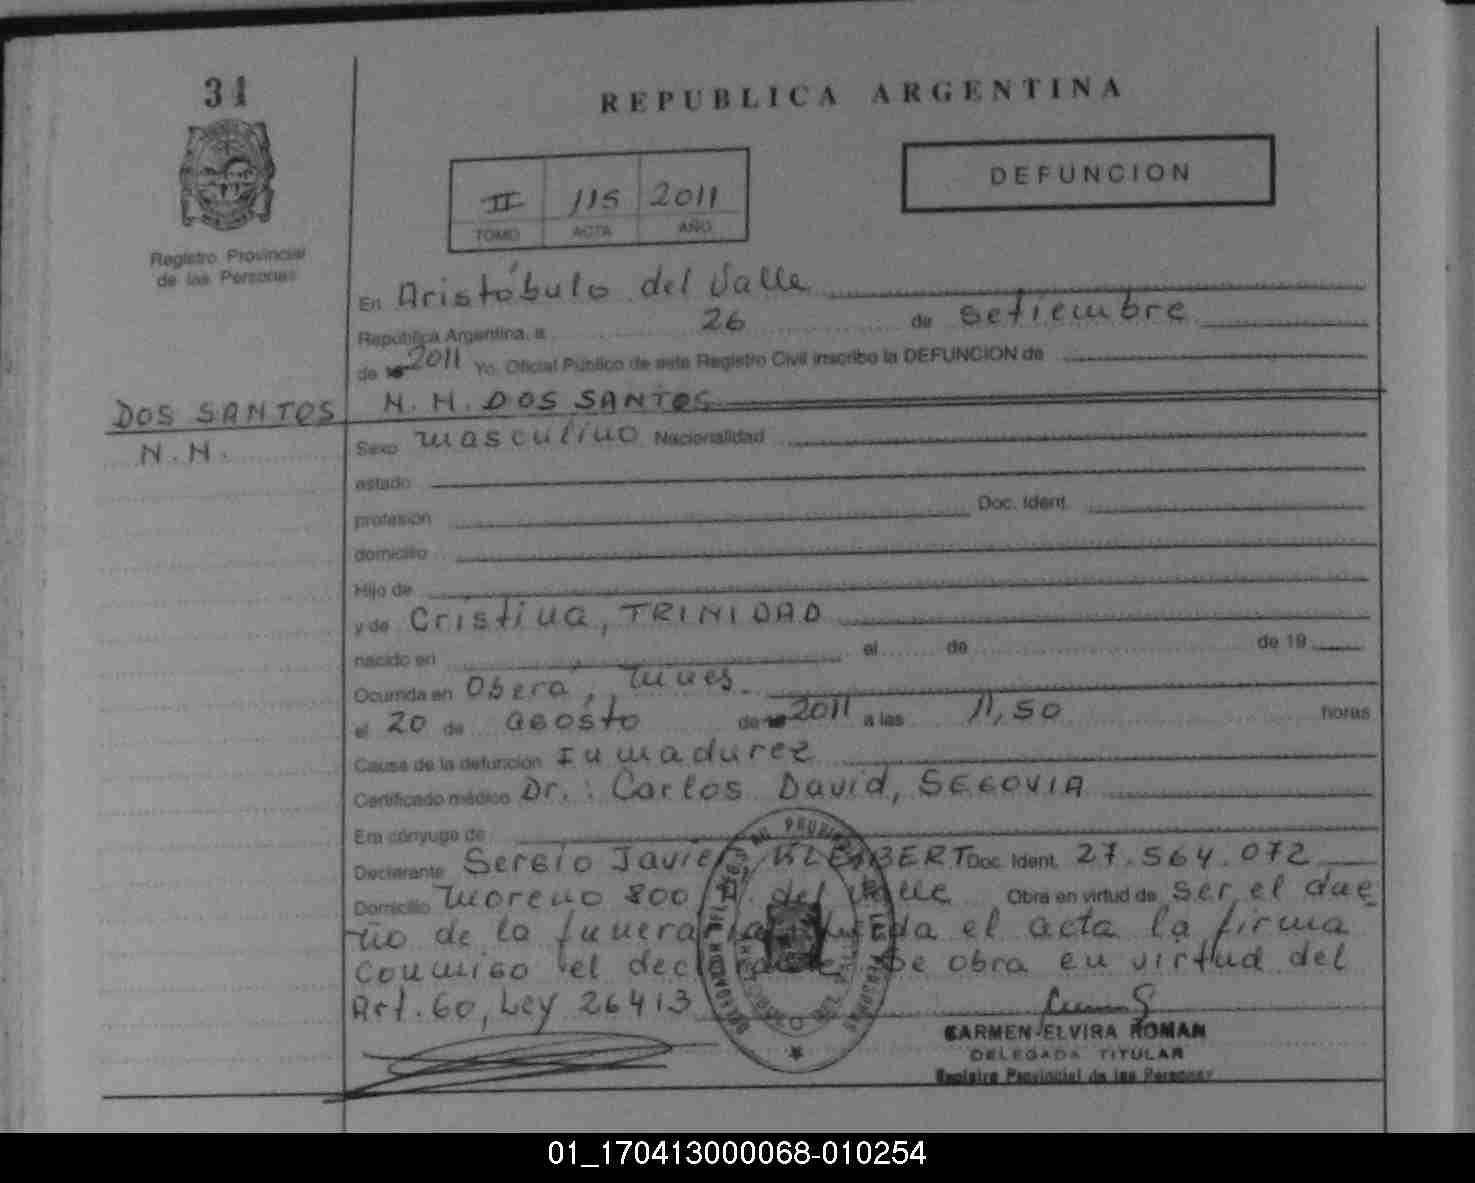 34
REPUBLICA ARGENTINA
DEFUNCION
II 115 2011
TOMO ACTA AÑO
Registro Provincial
de las Personas
En Aristóbulo del Valle
República Argentina, a 26 de setiembre
de 19 2011 Yo, Oficial Público de este Registro Civil inscribo la DEFUNCION de
DOS SANTOS
N.N. DOS SANTOS
N.N.
Sexo masculino Nacionalidad
estado
profesión Doc. Ident.
domicilio
Hijo de
y de Cristina, TRINIDAD
nacido en el de de 19
Ocurrida en Oberá, Mnes.
el 20 de agosto de 19 2011 a las 11,50 horas
Causa de la defunción Inmadurez
Certificado médico Dr.: Carlos David, SEGOVIA
Era cónyuge de
Declarante Sergio Javier, KLEMBERT Doc. Ident. 27.564.072
Domicilio Moreno 800 A. del Valle Obra en virtud de ser el due
ño de la funeraria. Leída el acta la firma
conmigo el declarante. Se obra en virtud del
Art. 60, Ley 26413
CARMEN ELVIRA ROMAN
DELEGADA TITULAR
Registro Provincial de las Personas
01_170413000068-010254